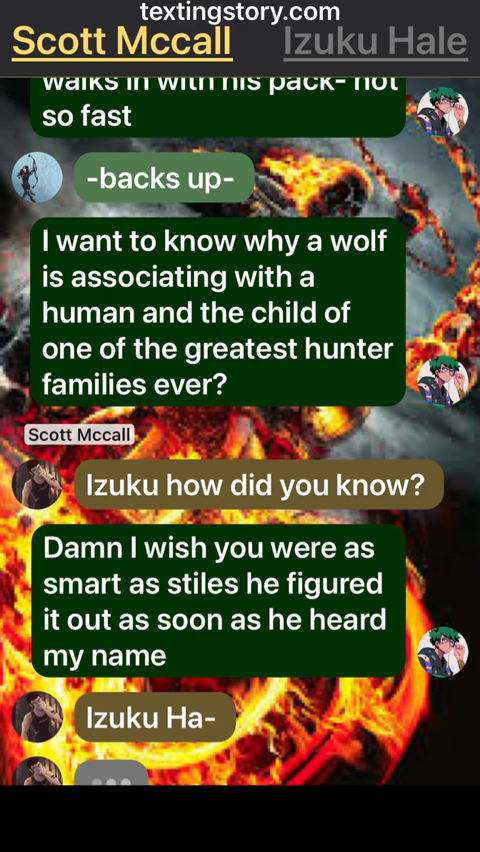 textingstory.com
Scott Mccall Izuku Hale
walks in with his pack- not
so fast
-backs up-
I want to know why a wolf
is associating with a
human and the child of
one of the greatest hunter
families ever?
Scott Mccall
Izuku how did you know?
Damn I wish you were as
smart as stiles he figured
it out as soon as he heard
my name
Izuku Ha-